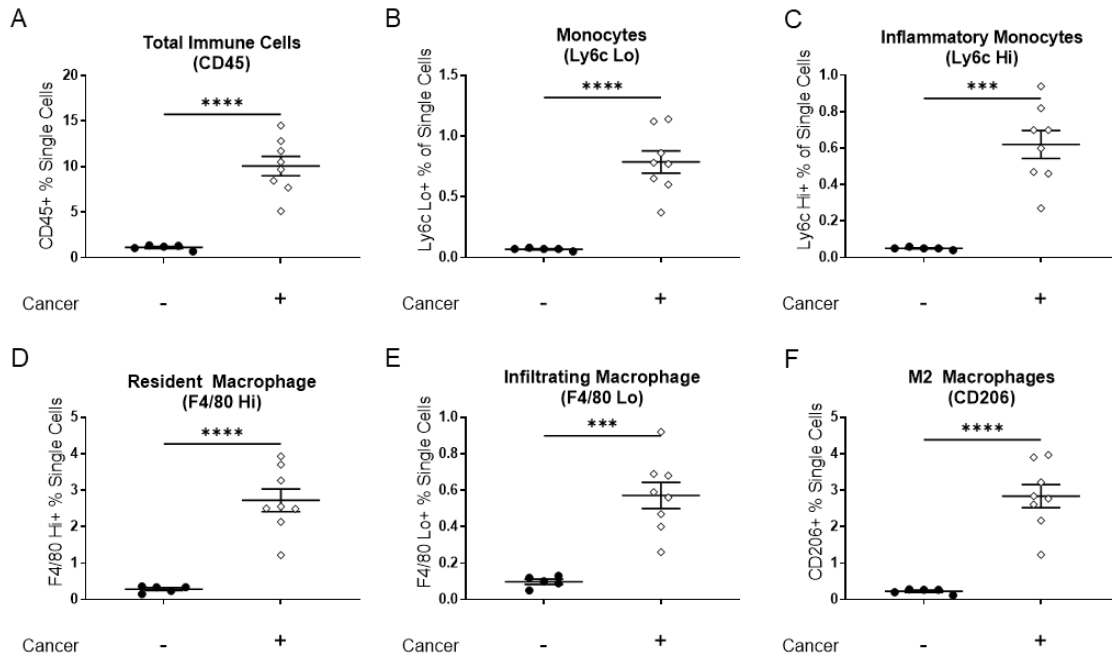 A
Total Immune Cells
(CD45)
****
CD45+ % Single Cells
20
15
10
5
0
Cancer - +
B
Monocytes
(Ly6c Lo)
****
Ly6c Lo+ % of Single Cells
1.5
1.0
0.5
0.0
Cancer - +
C
Inflammatory Monocytes
(Ly6c Hi)
***
Ly6c Hi+ % of Single Cells
1.0
0.8
0.6
0.4
0.2
0.0
Cancer - +
D
Resident Macrophage
(F4/80 Hi)
****
F4/80 Hi+ % Single Cells
5
4
3
2
1
0
Cancer - +
E
Infiltrating Macrophage
(F4/80 Lo)
***
F4/80 Lo+ % Single Cells
1.0
0.8
0.6
0.4
0.2
0.0
Cancer - +
F
M2 Macrophages
(CD206)
****
CD206+ % Single Cells
5
4
3
2
1
0
Cancer - +